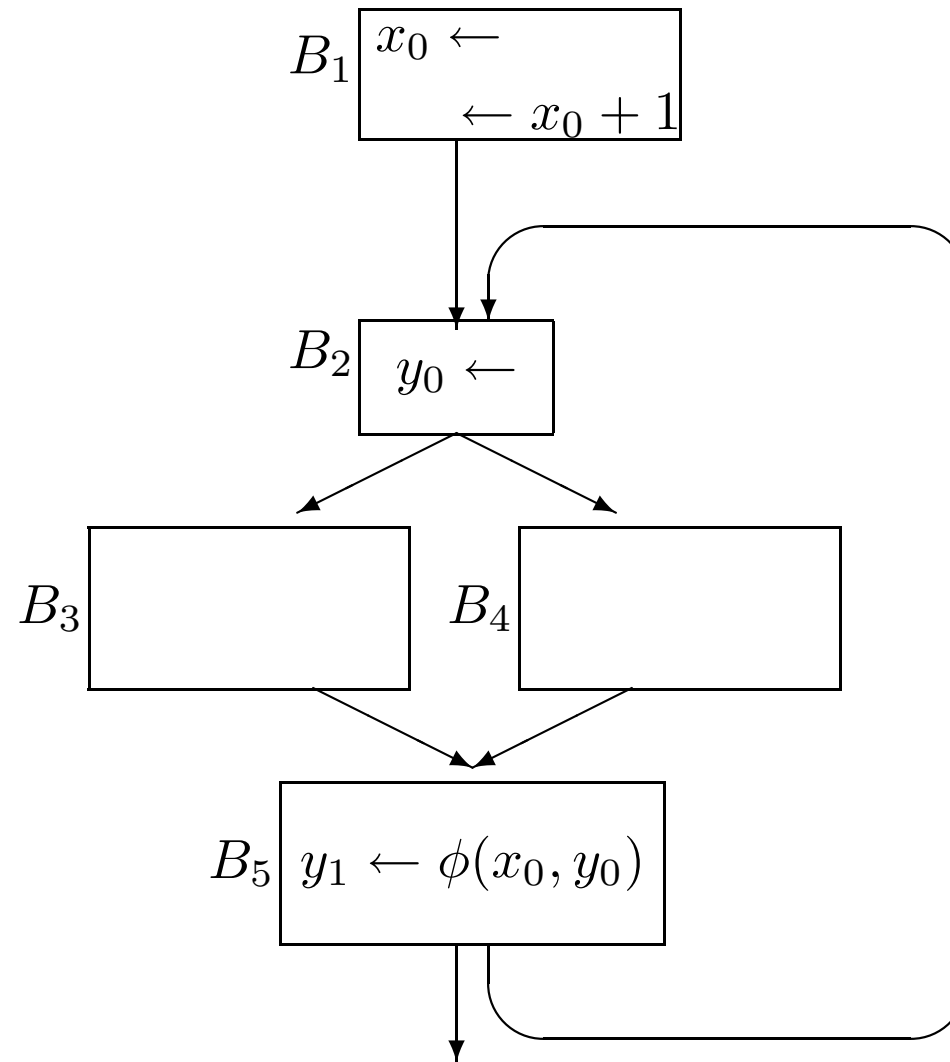 B₁ x₀ ←
← x₀ + 1
B₂ y₀ ←
B₃ B₄
B₅ y₁ ← ϕ(x₀, y₀)